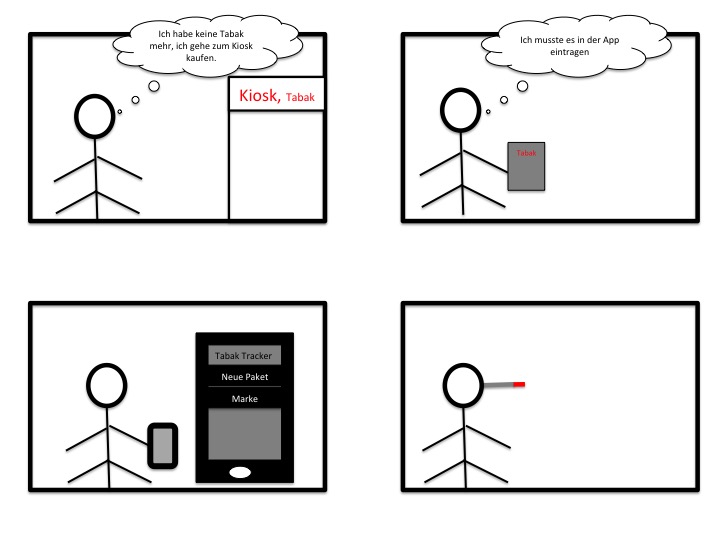 Ich habe keine Tabak
mehr, ich gehe zum Kiosk
kaufen.
Kiosk, Tabak
Ich musste es in der App
eintragen
Tabak
Tabak Tracker
Neue Paket
Marke